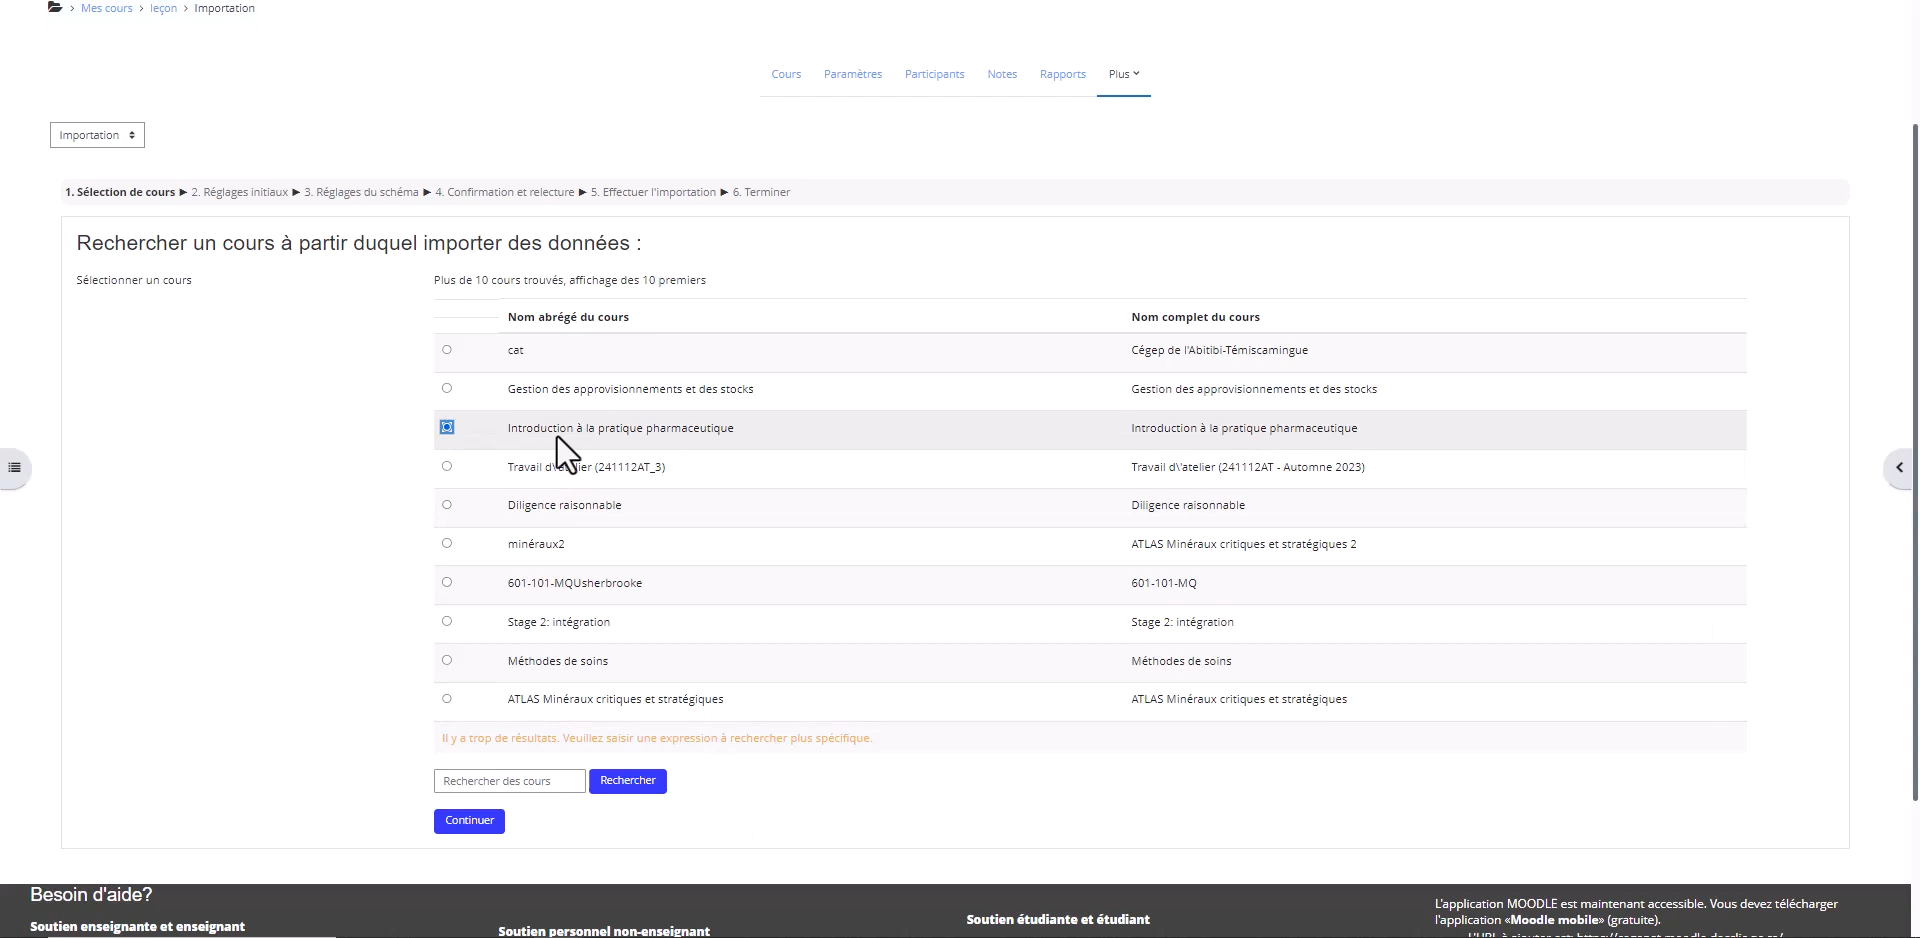 > Mes cours > leçon > Importation
Cours Paramètres Participants Notes Rapports Plus
Importation
1. Sélection de cours ► 2. Réglages initiaux ► 3. Réglages du schéma ► 4. Confirmation et relecture ► 5. Effectuer l'importation ► 6. Terminer
Rechercher un cours à partir duquel importer des données :
Sélectionner un cours
Plus de 10 cours trouvés, affichage des 10 premiers
Nom abrégé du cours Nom complet du cours
cat Cégep de l'Abitibi-Témiscamingue
Gestion des approvisionnements et des stocks Gestion des approvisionnements et des stocks
Introduction à la pratique pharmaceutique Introduction à la pratique pharmaceutique
Travail (241112AT_3) Travail d\'atelier (241112AT - Automne 2023)
Diligence raisonnable Diligence raisonnable
minéraux2 ATLAS Minéraux critiques et stratégiques 2
601-101-MQUsherbrooke 601-101-MQ
Stage 2: intégration Stage 2: intégration
Méthodes de soins Méthodes de soins
ATLAS Minéraux critiques et stratégiques ATLAS Minéraux critiques et stratégiques
Il y a trop de résultats. Veuillez saisir une expression à rechercher plus spécifique.
Rechercher des cours Rechercher
Continuer
Besoin d'aide?
Soutien enseignante et enseignant
Soutien personnel non-enseignant
Soutien étudiante et étudiant
L'application MOODLE est maintenant accessible. Vous devez télécharger
l'application «Moodle mobile» (gratuite).